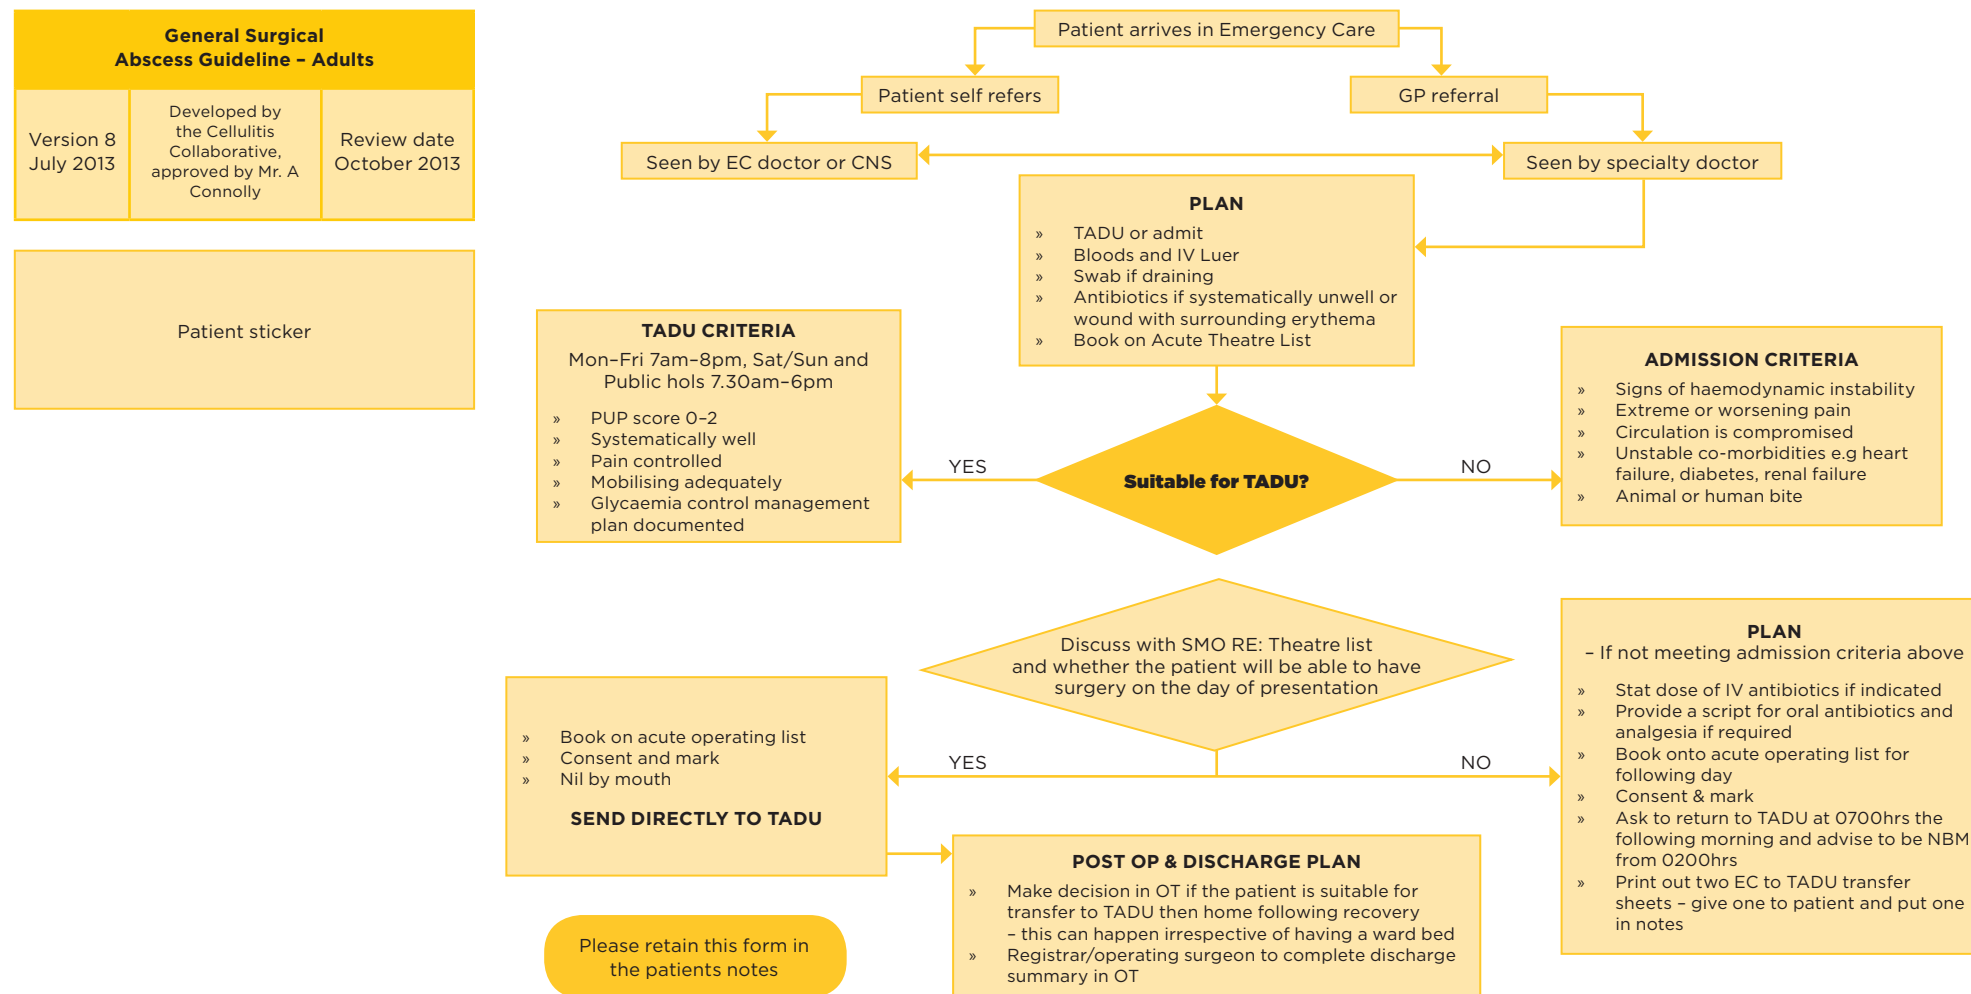 General Surgical
Abscess Guideline – Adults
Version 8
July 2013
Developed by
the Cellulitis
Collaborative,
approved by Mr. A
Connolly
Review date
October 2013
Patient sticker
Patient arrives in Emergency Care
Patient self refers
GP referral
Seen by EC doctor or CNS
Seen by specialty doctor
PLAN
» TADU or admit
» Bloods and IV Luer
» Swab if draining
» Antibiotics if systematically unwell or
wound with surrounding erythema
» Book on Acute Theatre List
TADU CRITERIA
Mon–Fri 7am–8pm, Sat/Sun and
Public hols 7.30am–6pm
» PUP score 0–2
» Systematically well
» Pain controlled
» Mobilising adequately
» Glycaemia control management
plan documented
YES
Suitable for TADU?
NO
ADMISSION CRITERIA
» Signs of haemodynamic instability
» Extreme or worsening pain
» Circulation is compromised
» Unstable co-morbidities e.g heart
failure, diabetes, renal failure
» Animal or human bite
Discuss with SMO RE: Theatre list
and whether the patient will be able to have
surgery on the day of presentation
YES
NO
» Book on acute operating list
» Consent and mark
» Nil by mouth
SEND DIRECTLY TO TADU
PLAN
– If not meeting admission criteria above
» Stat dose of IV antibiotics if indicated
» Provide a script for oral antibiotics and
analgesia if required
» Book onto acute operating list for
following day
» Consent & mark
» Ask to return to TADU at 0700hrs the
following morning and advise to be NBM
from 0200hrs
» Print out two EC to TADU transfer
sheets – give one to patient and put one
in notes
POST OP & DISCHARGE PLAN
» Make decision in OT if the patient is suitable for
transfer to TADU then home following recovery
– this can happen irrespective of having a ward bed
» Registrar/operating surgeon to complete discharge
summary in OT
Please retain this form in
the patients notes